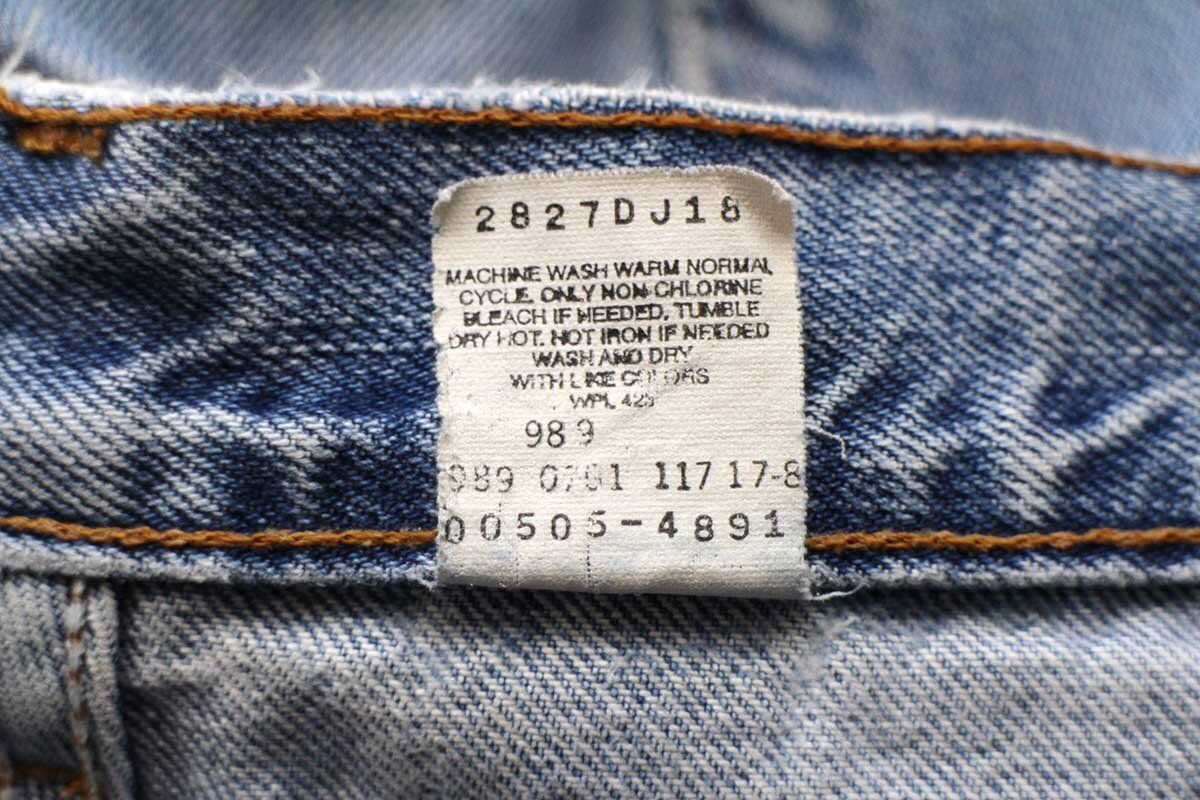 2827DJ18
MACHINE WASH WARM NORMAL
CYCLE. ONLY NON-CHLORINE
BLEACH IF NEEDED, TUMBLE
DRY HOT. HOT IRON IF NEEDED
WASH AND DRY
WITH LIKE COLORS
WPL 423
989
989 0701 117 17-8
00505-4891